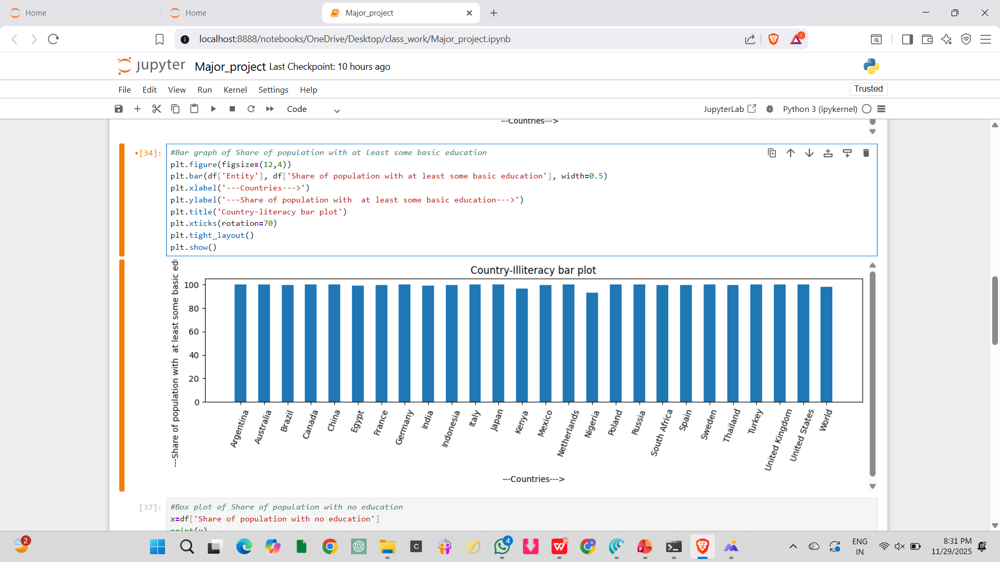 Home
Home
Major_project
localhost:8888/notebooks/OneDrive/Desktop/class_work/Major_project.ipynb
1
jupyter
Major_project Last Checkpoint: 10 hours ago
File Edit View Run Kernel Settings Help
Trusted
Code
JupyterLab
Python 3 (ipykernel)
---Countries--->
•[34]:
#Bar graph of Share of population with at least some basic education
plt.figure(figsize=(12,4))
plt.bar(df['Entity'], df['Share of population with at least some basic education'], width=0.5)
plt.xlabel('---Countries--->')
plt.ylabel('---Share of population with  at least some basic education--->')
plt.title('Country-literacy bar plot')
plt.xticks(rotation=70)
plt.tight_layout()
plt.show()
Country-Illiteracy bar plot
---Share of population with  at least some basic
100
80
60
40
20
0
Argentina
Australia
Brazil
Canada
China
Egypt
France
Germany
India
Indonesia
Italy
Japan
Kenya
Mexico
Netherlands
Nigeria
Poland
Russia
South Africa
Spain
Sweden
Thailand
Turkey
United Kingdom
United States
World
---Countries--->
[37]:
#Box plot of Share of population with no education
x=df['Share of population with no education']
print(x)
2
C
4
W
P
A
P
ENG
IN
8:31 PM
11/29/2025